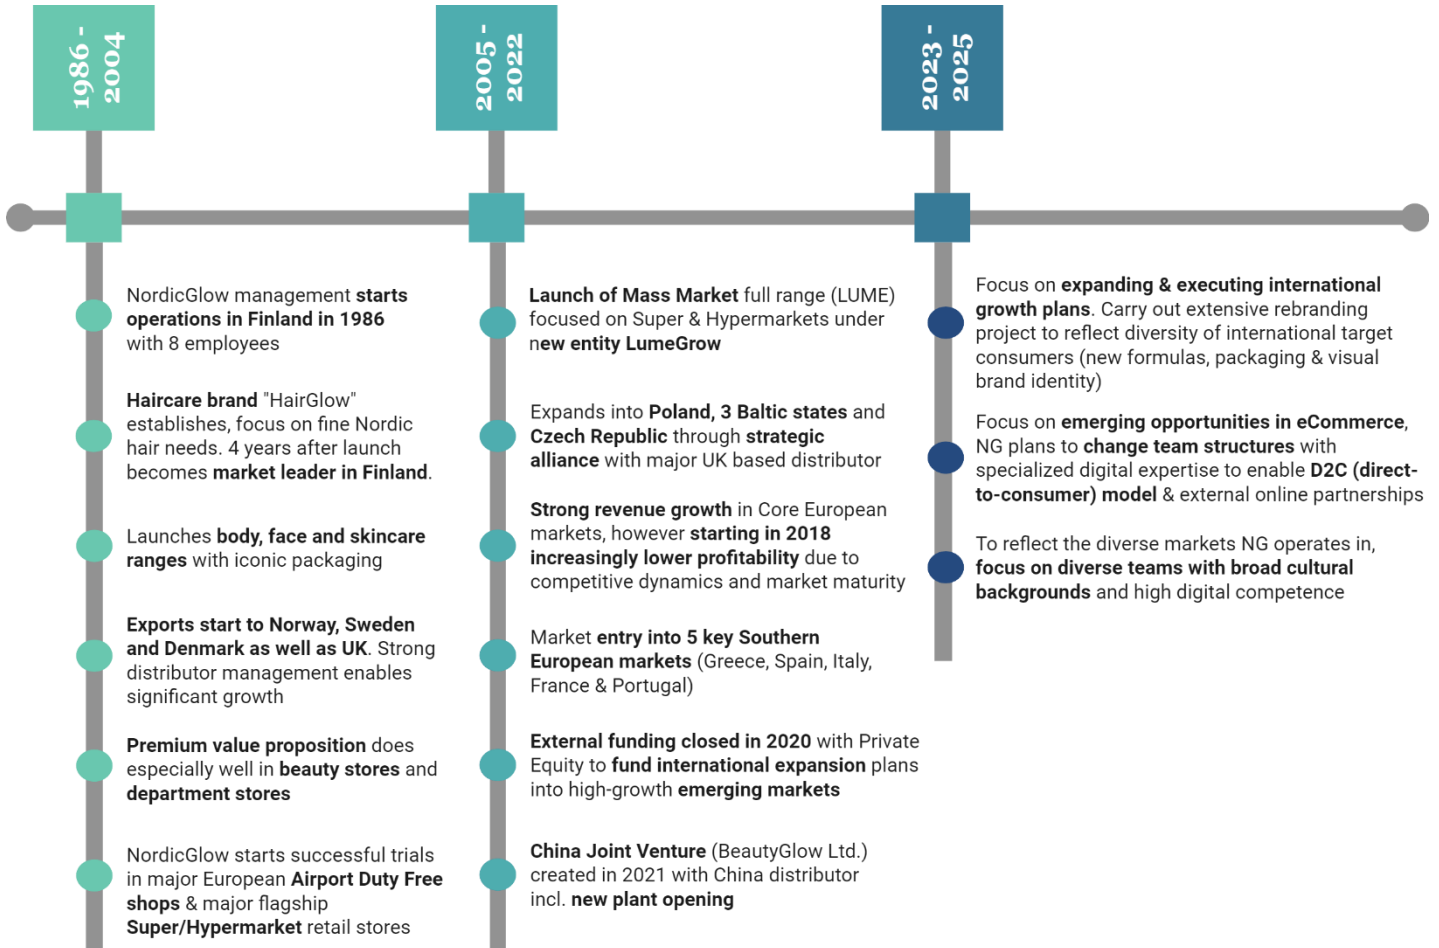 1986 -
2004
NordicGlow management starts
operations in Finland in 1986
with 8 employees
Haircare brand "HairGlow"
establishes, focus on fine Nordic
hair needs. 4 years after launch
becomes market leader in Finland.
Launches body, face and skincare
ranges with iconic packaging
Exports start to Norway, Sweden
and Denmark as well as UK. Strong
distributor management enables
significant growth
Premium value proposition does
especially well in beauty stores and
department stores
NordicGlow starts successful trials
in major European Airport Duty Free
shops & major flagship
Super/Hypermarket retail stores
2005 -
2022
Launch of Mass Market full range (LUME)
focused on Super & Hypermarkets under
new entity LumeGrow
Expands into Poland, 3 Baltic states and
Czech Republic through strategic
alliance with major UK based distributor
Strong revenue growth in Core European
markets, however starting in 2018
increasingly lower profitability due to
competitive dynamics and market maturity
Market entry into 5 key Southern
European markets (Greece, Spain, Italy,
France & Portugal)
External funding closed in 2020 with Private
Equity to fund international expansion plans
into high-growth emerging markets
China Joint Venture (BeautyGlow Ltd.)
created in 2021 with China distributor
incl. new plant opening
2023 -
2025
Focus on expanding & executing international
growth plans. Carry out extensive rebranding
project to reflect diversity of international target
consumers (new formulas, packaging & visual
brand identity)
Focus on emerging opportunities in eCommerce,
NG plans to change team structures with
specialized digital expertise to enable D2C (direct-
to-consumer) model & external online partnerships
To reflect the diverse markets NG operates in,
focus on diverse teams with broad cultural
backgrounds and high digital competence